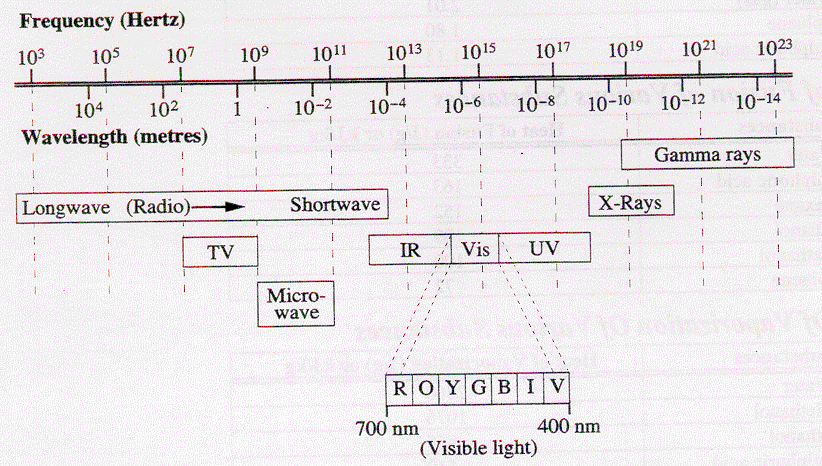 Frequency (Hertz)
10³ 10⁵ 10⁷ 10⁹ 10¹¹ 10¹³ 10¹⁵ 10¹⁷ 10¹⁹ 10²¹ 10²³
10⁴ 10² 1 10⁻² 10⁻⁴ 10⁻⁶ 10⁻⁸ 10⁻¹⁰ 10⁻¹² 10⁻¹⁴
Wavelength (metres)
Gamma rays
Longwave (Radio) Shortwave X-Rays
TV IR Vis UV
Micro-
wave
R O Y G B I V
700 nm 400 nm
(Visible light)